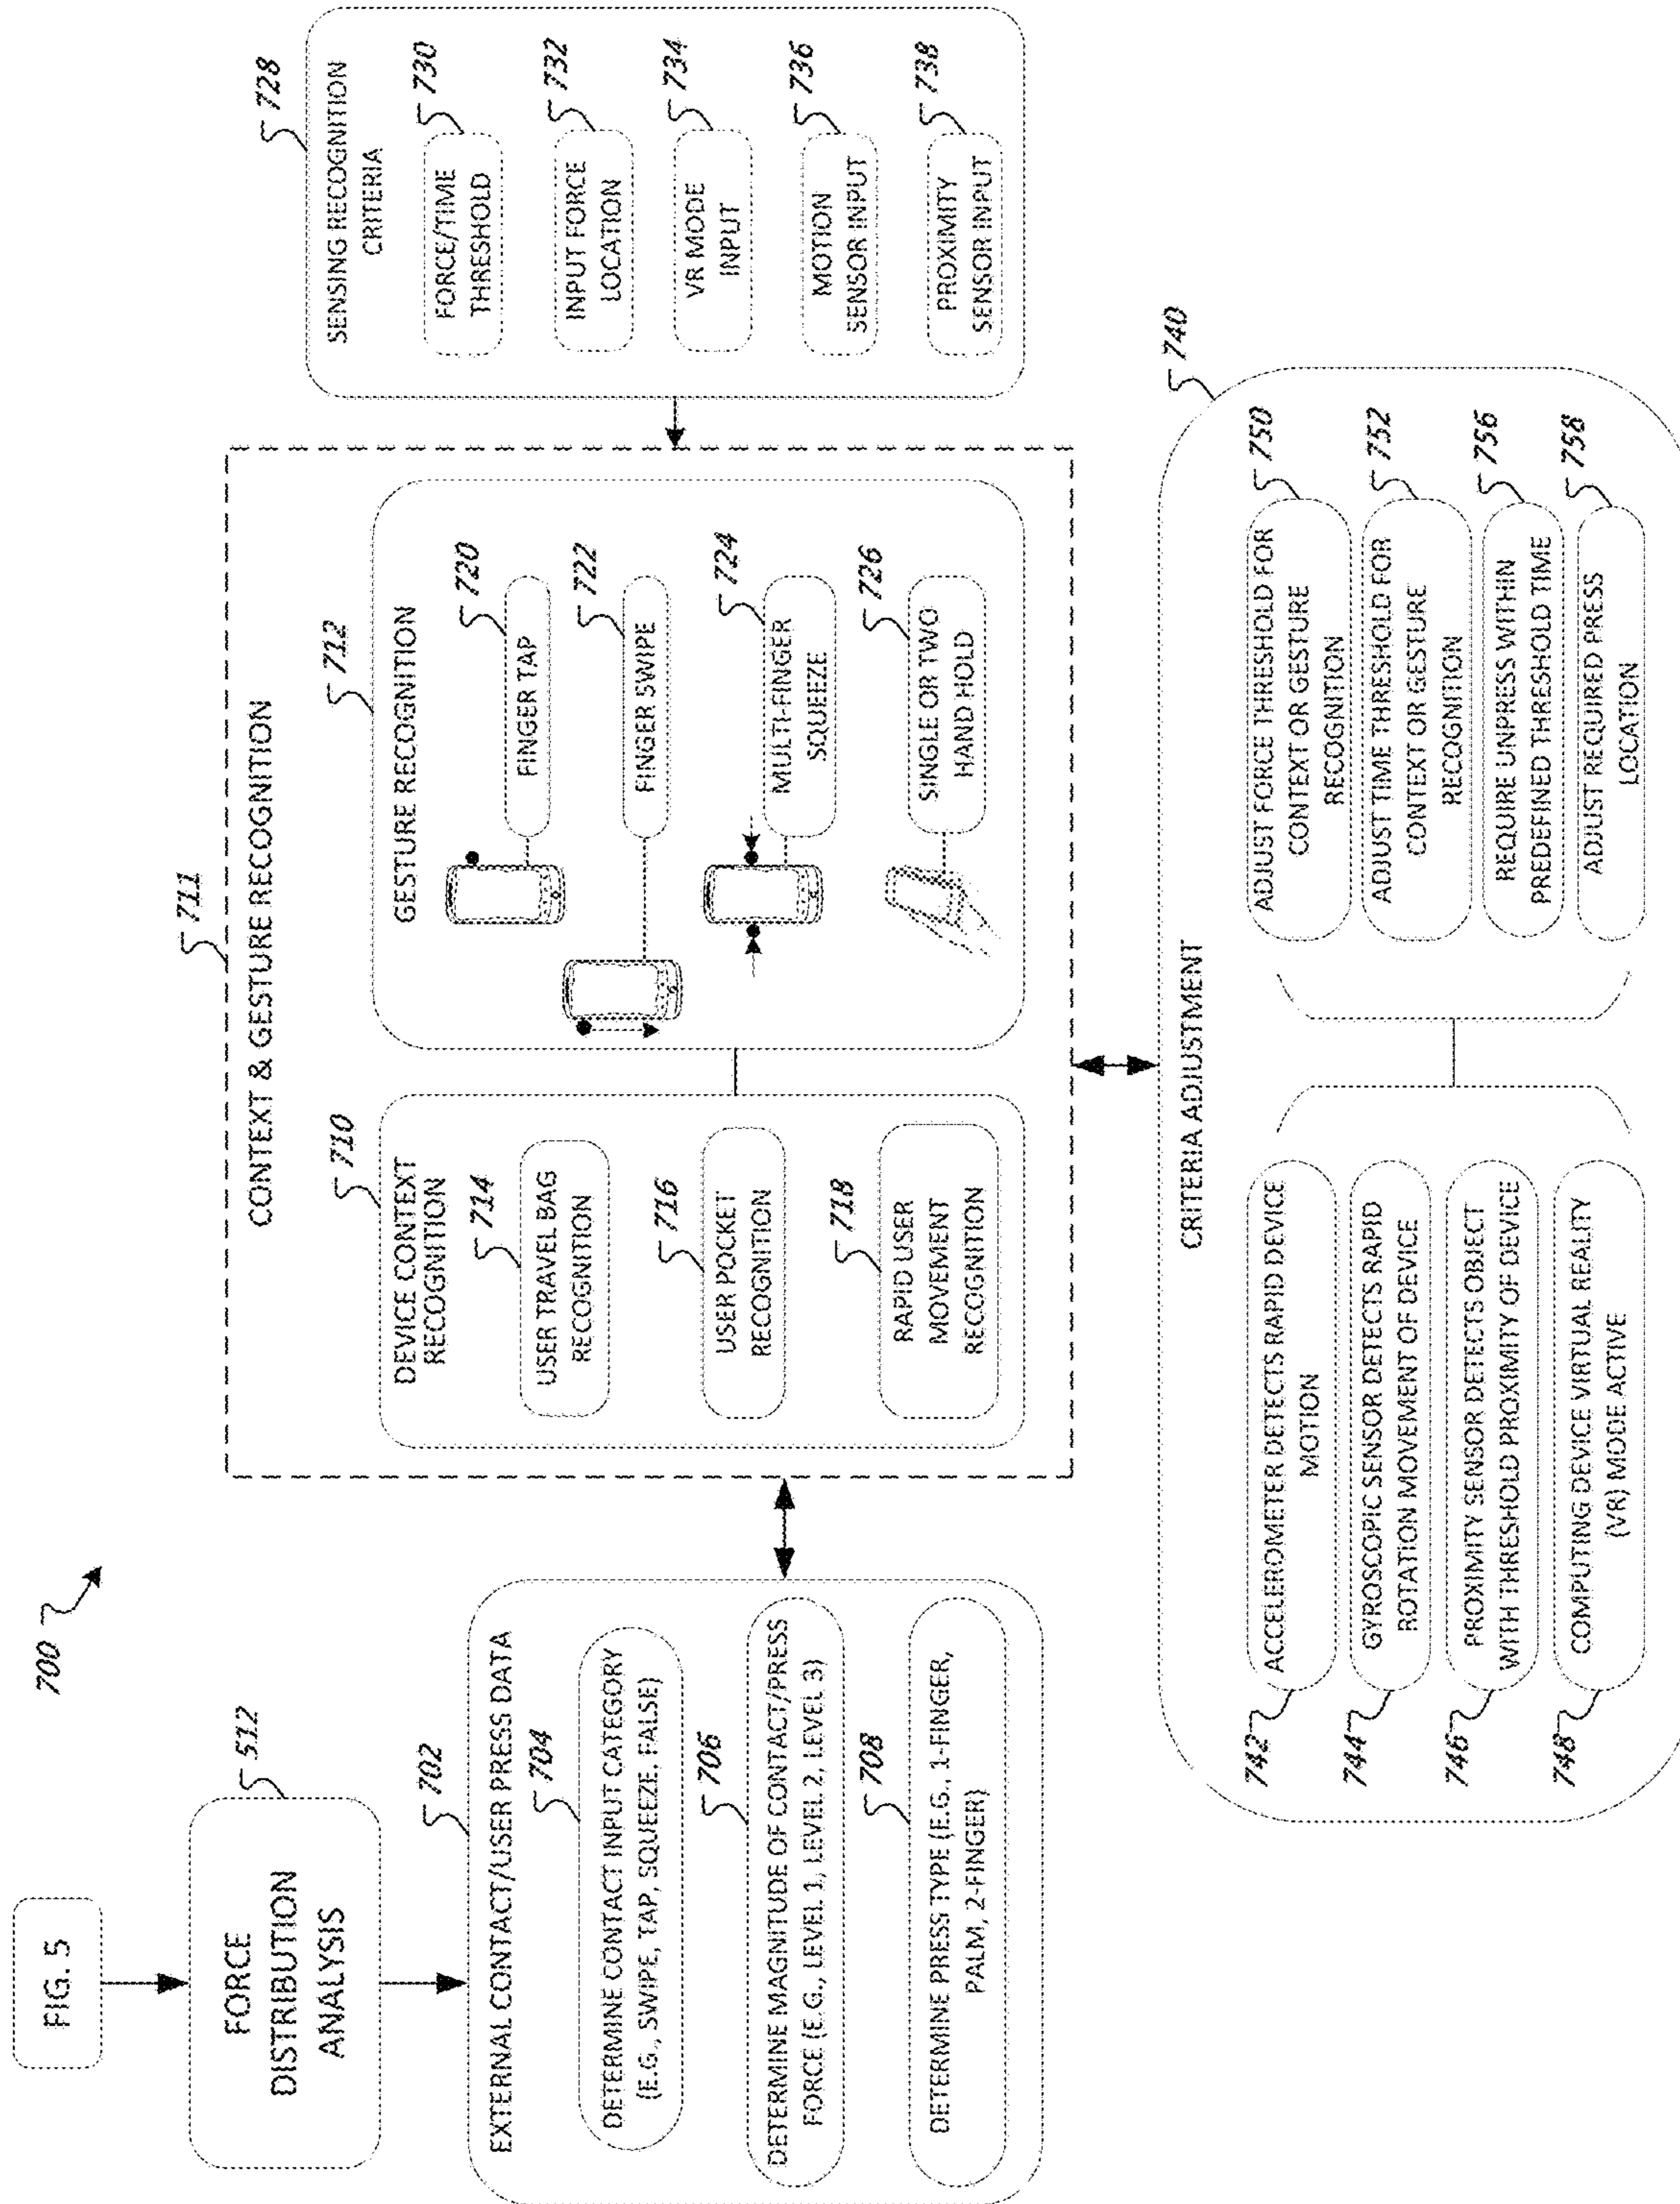 700
FIG. 5
512
FORCE
DISTRIBUTION
ANALYSIS
702
EXTERNAL CONTACT/USER PRESS DATA
704
DETERMINE CONTACT INPUT CATEGORY
(E.G., SWIPE, TAP, SQUEEZE, FALSE)
706
DETERMINE MAGNITUDE OF CONTACT/PRESS
FORCE (E.G., LEVEL 1, LEVEL 2, LEVEL 3)
708
DETERMINE PRESS TYPE (E.G., 1-FINGER,
PALM, 2-FINGER)
711
CONTEXT & GESTURE RECOGNITION
710
DEVICE CONTEXT
RECOGNITION
714
USER TRAVEL BAG
RECOGNITION
716
USER POCKET
RECOGNITION
718
RAPID USER
MOVEMENT
RECOGNITION
712
GESTURE RECOGNITION
720
FINGER TAP
722
FINGER SWIPE
724
MULTI-FINGER
SQUEEZE
726
SINGLE OR TWO
HAND HOLD
728
SENSING RECOGNITION
CRITERIA
730
FORCE/TIME
THRESHOLD
732
INPUT FORCE
LOCATION
734
VR MODE
INPUT
736
MOTION
SENSOR INPUT
738
PROXIMITY
SENSOR INPUT
740
CRITERIA ADJUSTMENT
742
ACCELEROMETER DETECTS RAPID DEVICE
MOTION
744
GYROSCOPIC SENSOR DETECTS RAPID
ROTATION MOVEMENT OF DEVICE
746
PROXIMITY SENSOR DETECTS OBJECT
WITH THRESHOLD PROXIMITY OF DEVICE
748
COMPUTING DEVICE VIRTUAL REALITY
(VR) MODE ACTIVE
750
ADJUST FORCE THRESHOLD FOR
CONTEXT OR GESTURE
RECOGNITION
752
ADJUST TIME THRESHOLD FOR
CONTEXT OR GESTURE
RECOGNITION
756
REQUIRE UNPRESS WITHIN
PREDEFINED THRESHOLD TIME
758
ADJUST REQUIRED PRESS
LOCATION